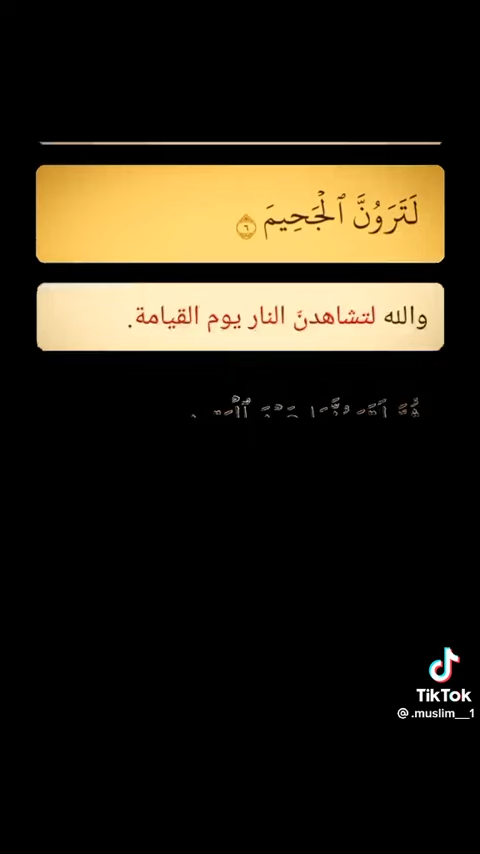 لَتَرَوُنَّ ٱلْجَحِيمَ ٦
والله لتشاهدنَ النار يوم القيامة.
TikTok
@.muslim__1